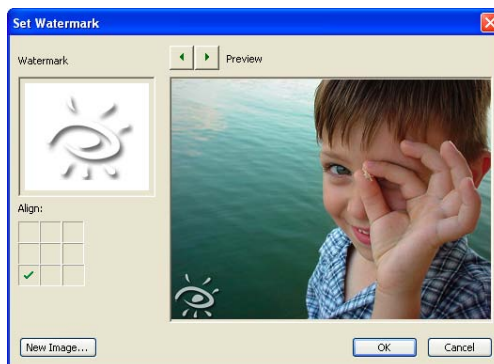 Set Watermark
Watermark
Preview
Align:
New Image...
OK
Cancel